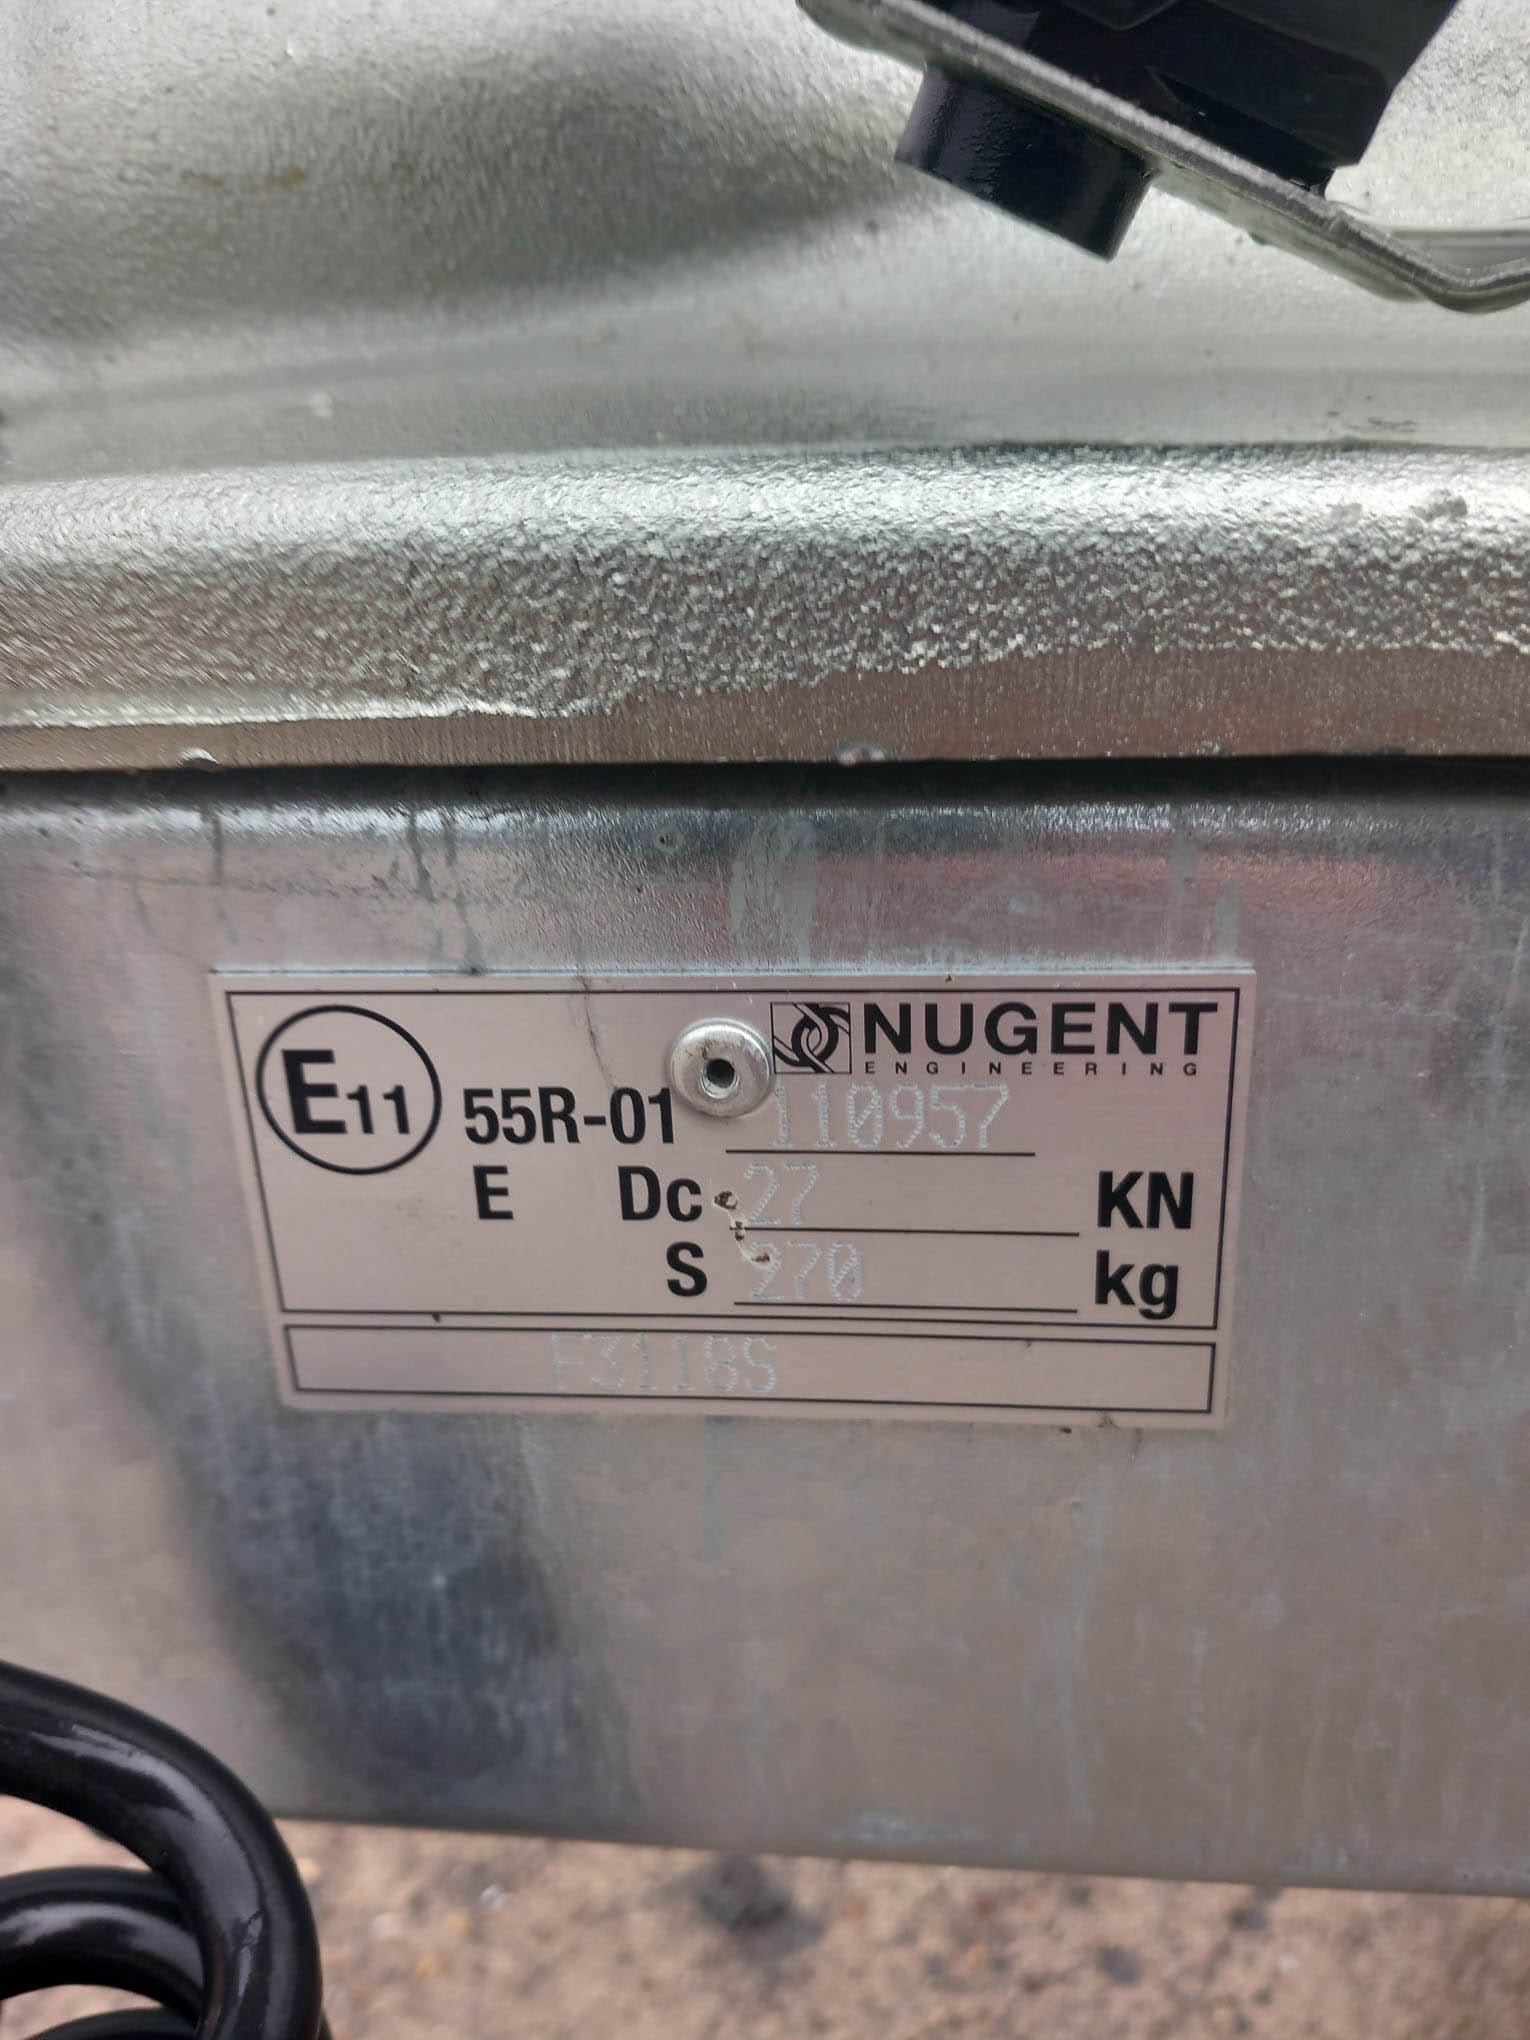 NUGENT
ENGINEERING
E11 55R-01 110957
E Dc 27 KN
S 270 kg
F3118S